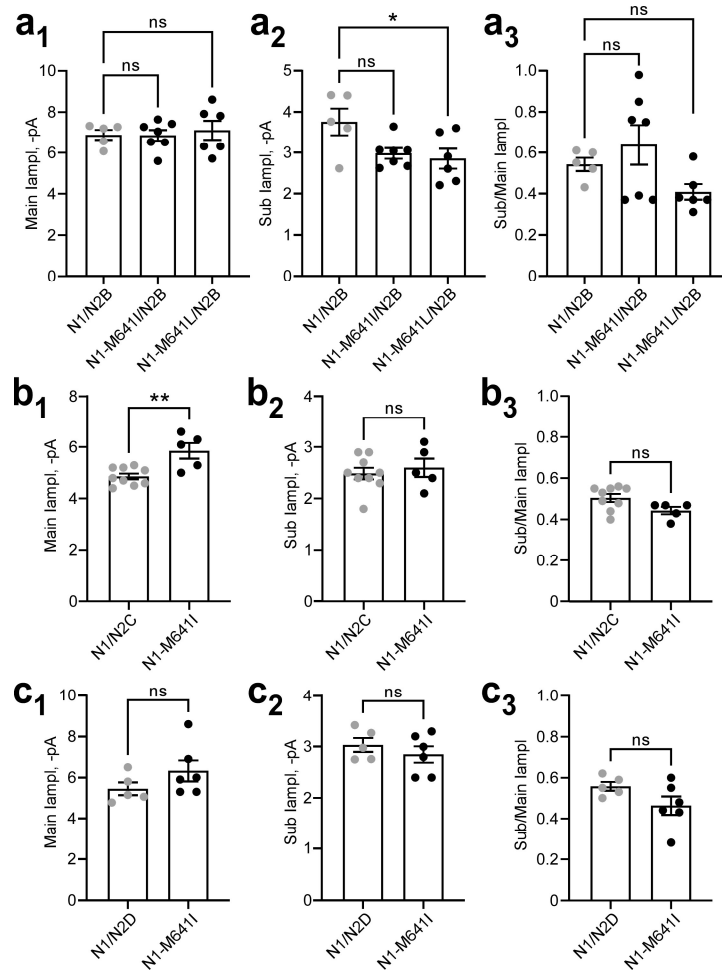 a1
ns
ns
Main Iampl, -pA
10
8
6
4
2
0
N1/N2B
N1-M641I/N2B
N1-M641L/N2B
a2
*
ns
Sub Iampl, -pA
5
4
3
2
1
0
N1/N2B
N1-M641I/N2B
N1-M641L/N2B
a3
ns
ns
Sub/Main Iampl
1.0
0.8
0.6
0.4
0.2
0
N1/N2B
N1-M641I/N2B
N1-M641L/N2B
b1
**
Main Iampl, -pA
8
6
4
2
0
N1/N2C
N1-M641I
b2
ns
Sub Iampl, -pA
4
3
2
1
0
N1/N2C
N1-M641I
b3
ns
Sub/Main Iampl
1.0
0.8
0.6
0.4
0.2
0
N1/N2C
N1-M641I
c1
ns
Main Iampl, -pA
10
8
6
4
2
0
N1/N2D
N1-M641I
c2
ns
Sub Iampl, -pA
4
3
2
1
0
N1/N2D
N1-M641I
c3
ns
Sub/Main Iampl
1.0
0.8
0.6
0.4
0.2
0
N1/N2D
N1-M641I